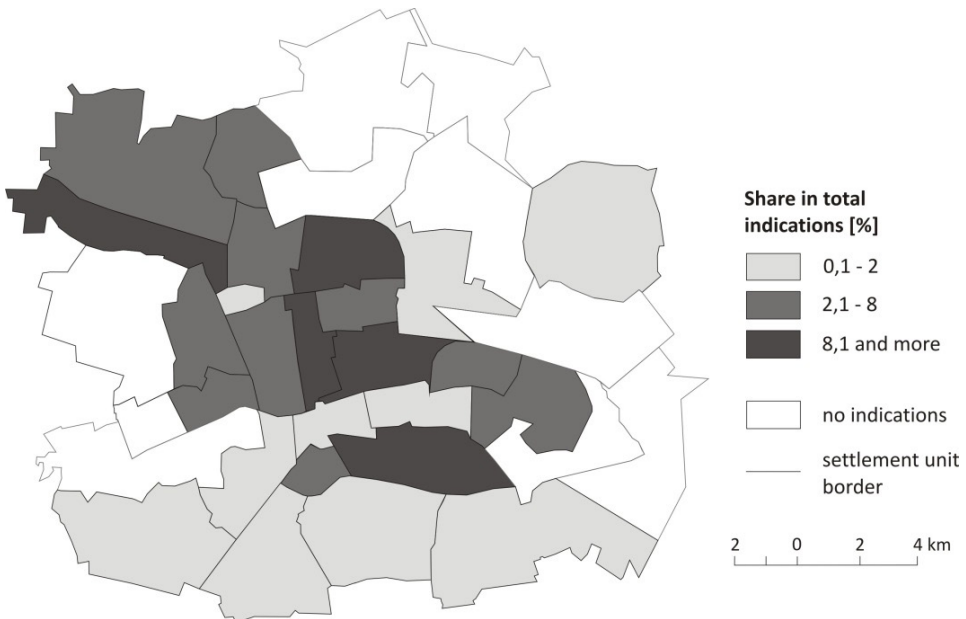 Share in total
indications [%]
0,1 - 2
2,1 - 8
8,1 and more
no indications
settlement unit
border
2 0 2 4 km